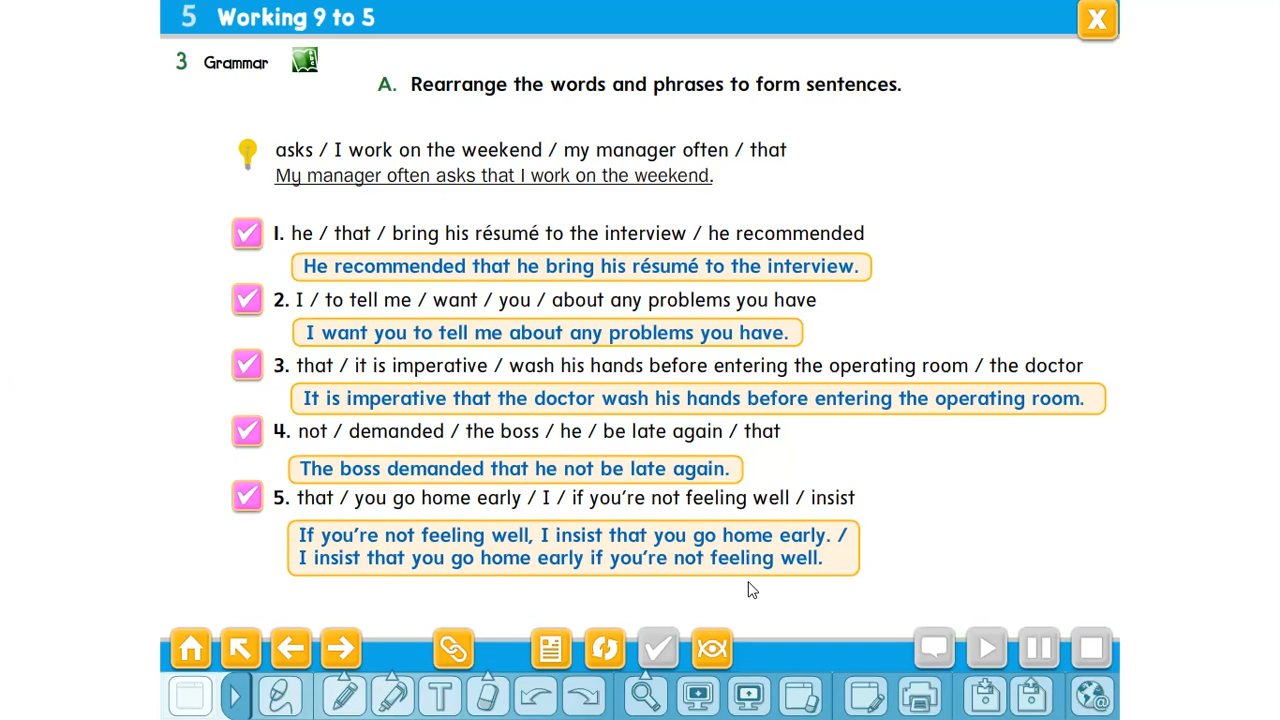 5 Working 9 to 5
X
3 Grammar
A. Rearrange the words and phrases to form sentences.
asks / I work on the weekend / my manager often / that
My manager often asks that I work on the weekend.
1. he / that / bring his résumé to the interview / he recommended
He recommended that he bring his résumé to the interview.
2. I / to tell me / want / you / about any problems you have
I want you to tell me about any problems you have.
3. that / it is imperative / wash his hands before entering the operating room / the doctor
It is imperative that the doctor wash his hands before entering the operating room.
4. not / demanded / the boss / he / be late again / that
The boss demanded that he not be late again.
5. that / you go home early / I / if you’re not feeling well / insist
If you’re not feeling well, I insist that you go home early. /
I insist that you go home early if you’re not feeling well.
T
@